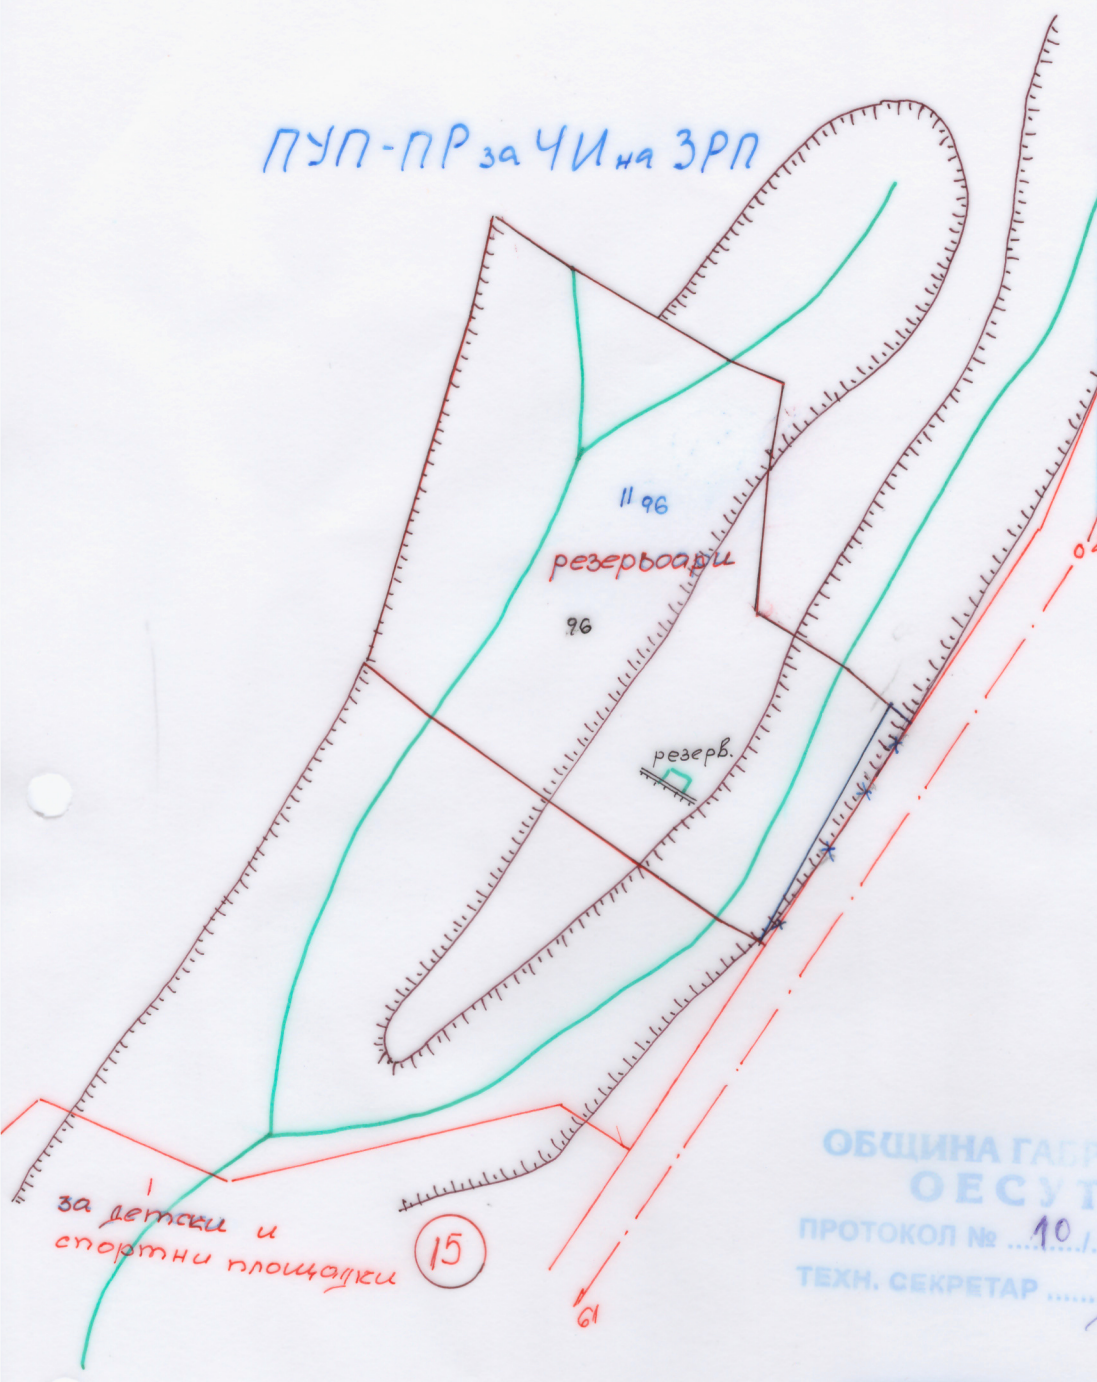 ПУП-ПР за ЧИ на ЗРП
II 96
резервоари
96
резерв.
за детски и
спортни площадки
I
15
61
ОБЩИНА ГАБР
ОЕСУТ
ПРОТОКОЛ № ....10..../.
ТЕХН. СЕКРЕТАР ......